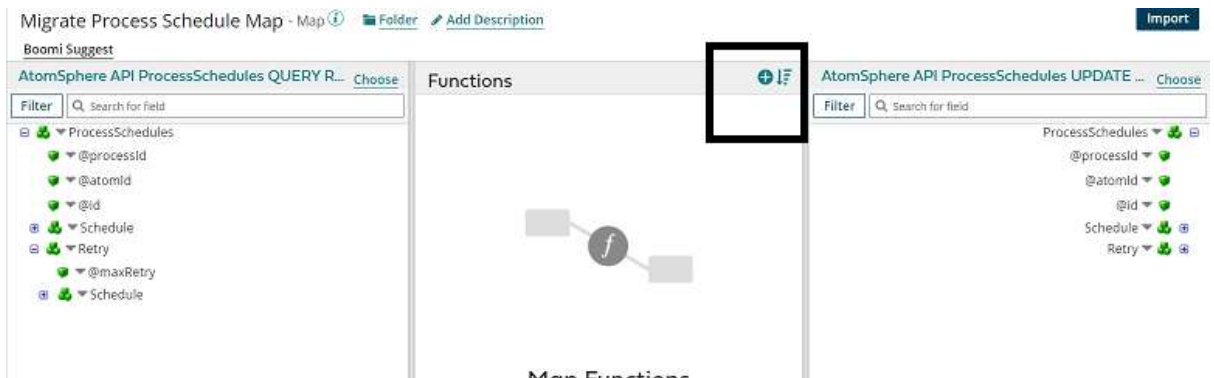 Migrate Process Schedule Map - Map i Folder Add Description Import
Boomi Suggest
AtomSphere API ProcessSchedules QUERY R... Choose
Filter Search for field
ProcessSchedules
@processId
@atomId
@id
Schedule
Retry
@maxRetry
Schedule
Functions
f
Map Functions
AtomSphere API ProcessSchedules UPDATE ... Choose
Filter Search for field
ProcessSchedules
@processId
@atomId
@id
Schedule
Retry